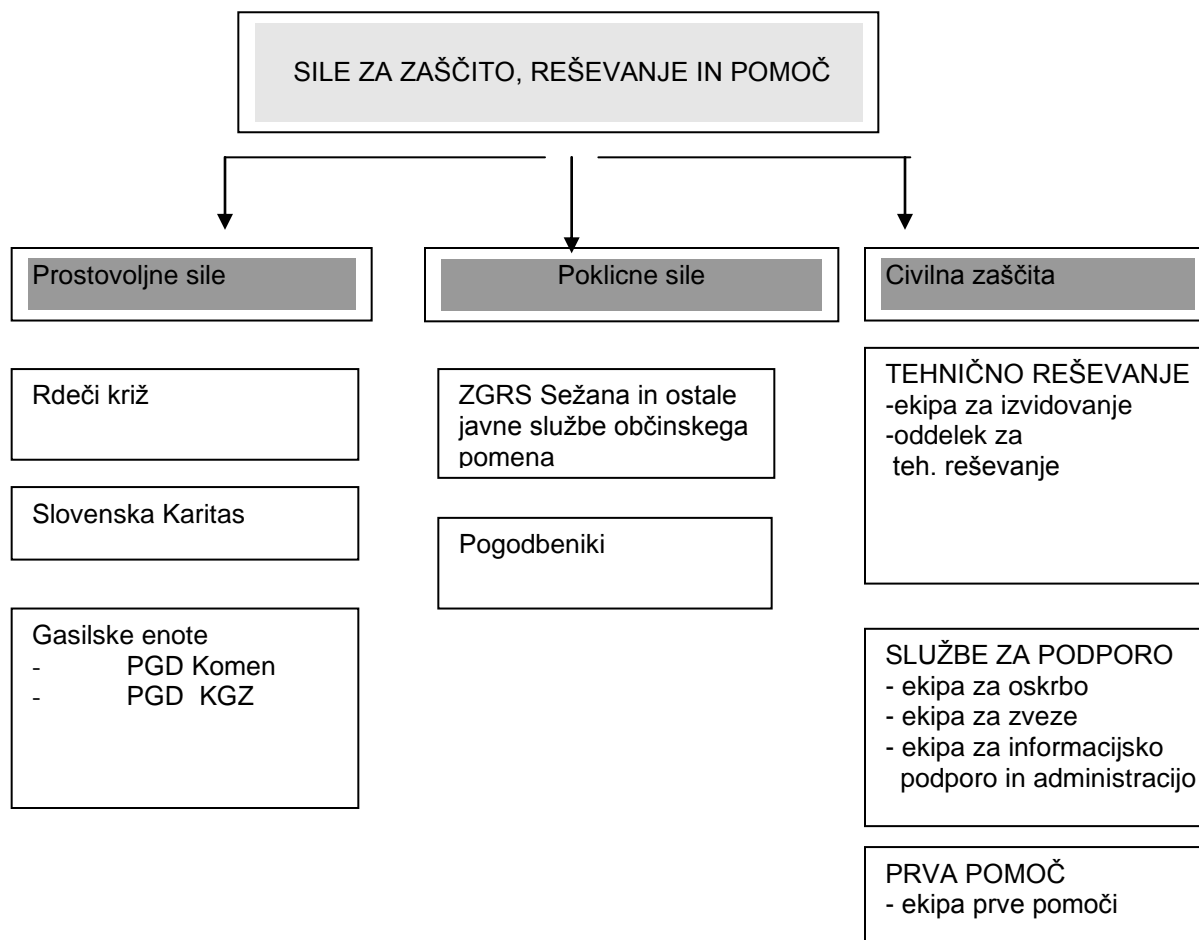 SILE ZA ZAŠČITO, REŠEVANJE IN POMOČ
Prostovoljne sile
Rdeči križ
Slovenska Karitas
Gasilske enote
- PGD Komen
- PGD KGZ
Poklicne sile
ZGRS Sežana in ostale
javne službe občinskega
pomena
Pogodbeniki
Civilna zaščita
TEHNIČNO REŠEVANJE
-ekipa za izvidovanje
-oddelek za
teh. reševanje
SLUŽBE ZA PODPORO
- ekipa za oskrbo
- ekipa za zveze
- ekipa za informacijsko
podporo in administracijo
PRVA POMOČ
- ekipa prve pomoči